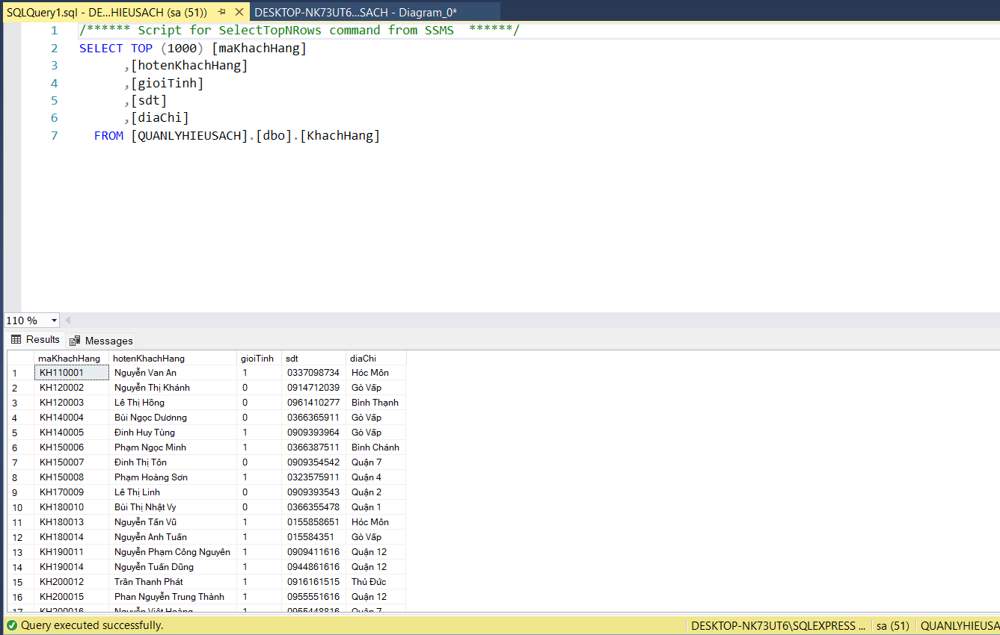 SQLQuery1.sql - DE...HIEUSACH (sa (51)) DESKTOP-NK73UT6...SACH - Diagram_0*
1 /****** Script for SelectTopNRows command from SSMS ******/
2 SELECT TOP (1000) [maKhachHang]
3 ,[hotenKhachHang]
4 ,[gioiTinh]
5 ,[sdt]
6 ,[diaChi]
7 FROM [QUANLYHIEUSACH].[dbo].[KhachHang]
110 %
Results Messages
maKhachHang hotenKhachHang gioiTinh sdt diaChi
1 KH110001 Nguyễn Van An 1 0337098734 Hóc Môn
2 KH120002 Nguyễn Thị Khánh 0 0914712039 Gò Vấp
3 KH120003 Lê Thị Hồng 0 0961410277 Bình Thạnh
4 KH140004 Bùi Ngọc Dươnng 0 0366365911 Gò Vấp
5 KH140005 Đinh Huy Tùng 1 0909393964 Gò Vấp
6 KH150006 Phạm Ngọc Minh 1 0366387511 Bình Chánh
7 KH150007 Đinh Thị Tôn 0 0909354542 Quận 7
8 KH150008 Phạm Hoàng Sơn 1 0323575911 Quận 4
9 KH170009 Lê Thị Linh 0 0909393543 Quận 2
10 KH180010 Bùi Thị Nhật Vy 0 0366355478 Quận 1
11 KH180013 Nguyễn Tấn Vũ 1 0155858651 Hóc Môn
12 KH180014 Nguyễn Anh Tuấn 1 015584351 Gò Vấp
13 KH190011 Nguyễn Phạm Công Nguyên 1 0909411616 Quận 12
14 KH190014 Nguyễn Tuấn Dũng 1 0944861616 Quận 12
15 KH200012 Trần Thanh Phát 1 0916161515 Thủ Đức
16 KH200015 Phan Nguyễn Trung Thành 1 0955551616 Quận 12
17 KH200016 Nguyễn Việt Hoàng 1 0955448816 Quận 7
Query executed successfully. DESKTOP-NK73UT6\SQLEXPRESS ... sa (51) QUANLYHIEUSA